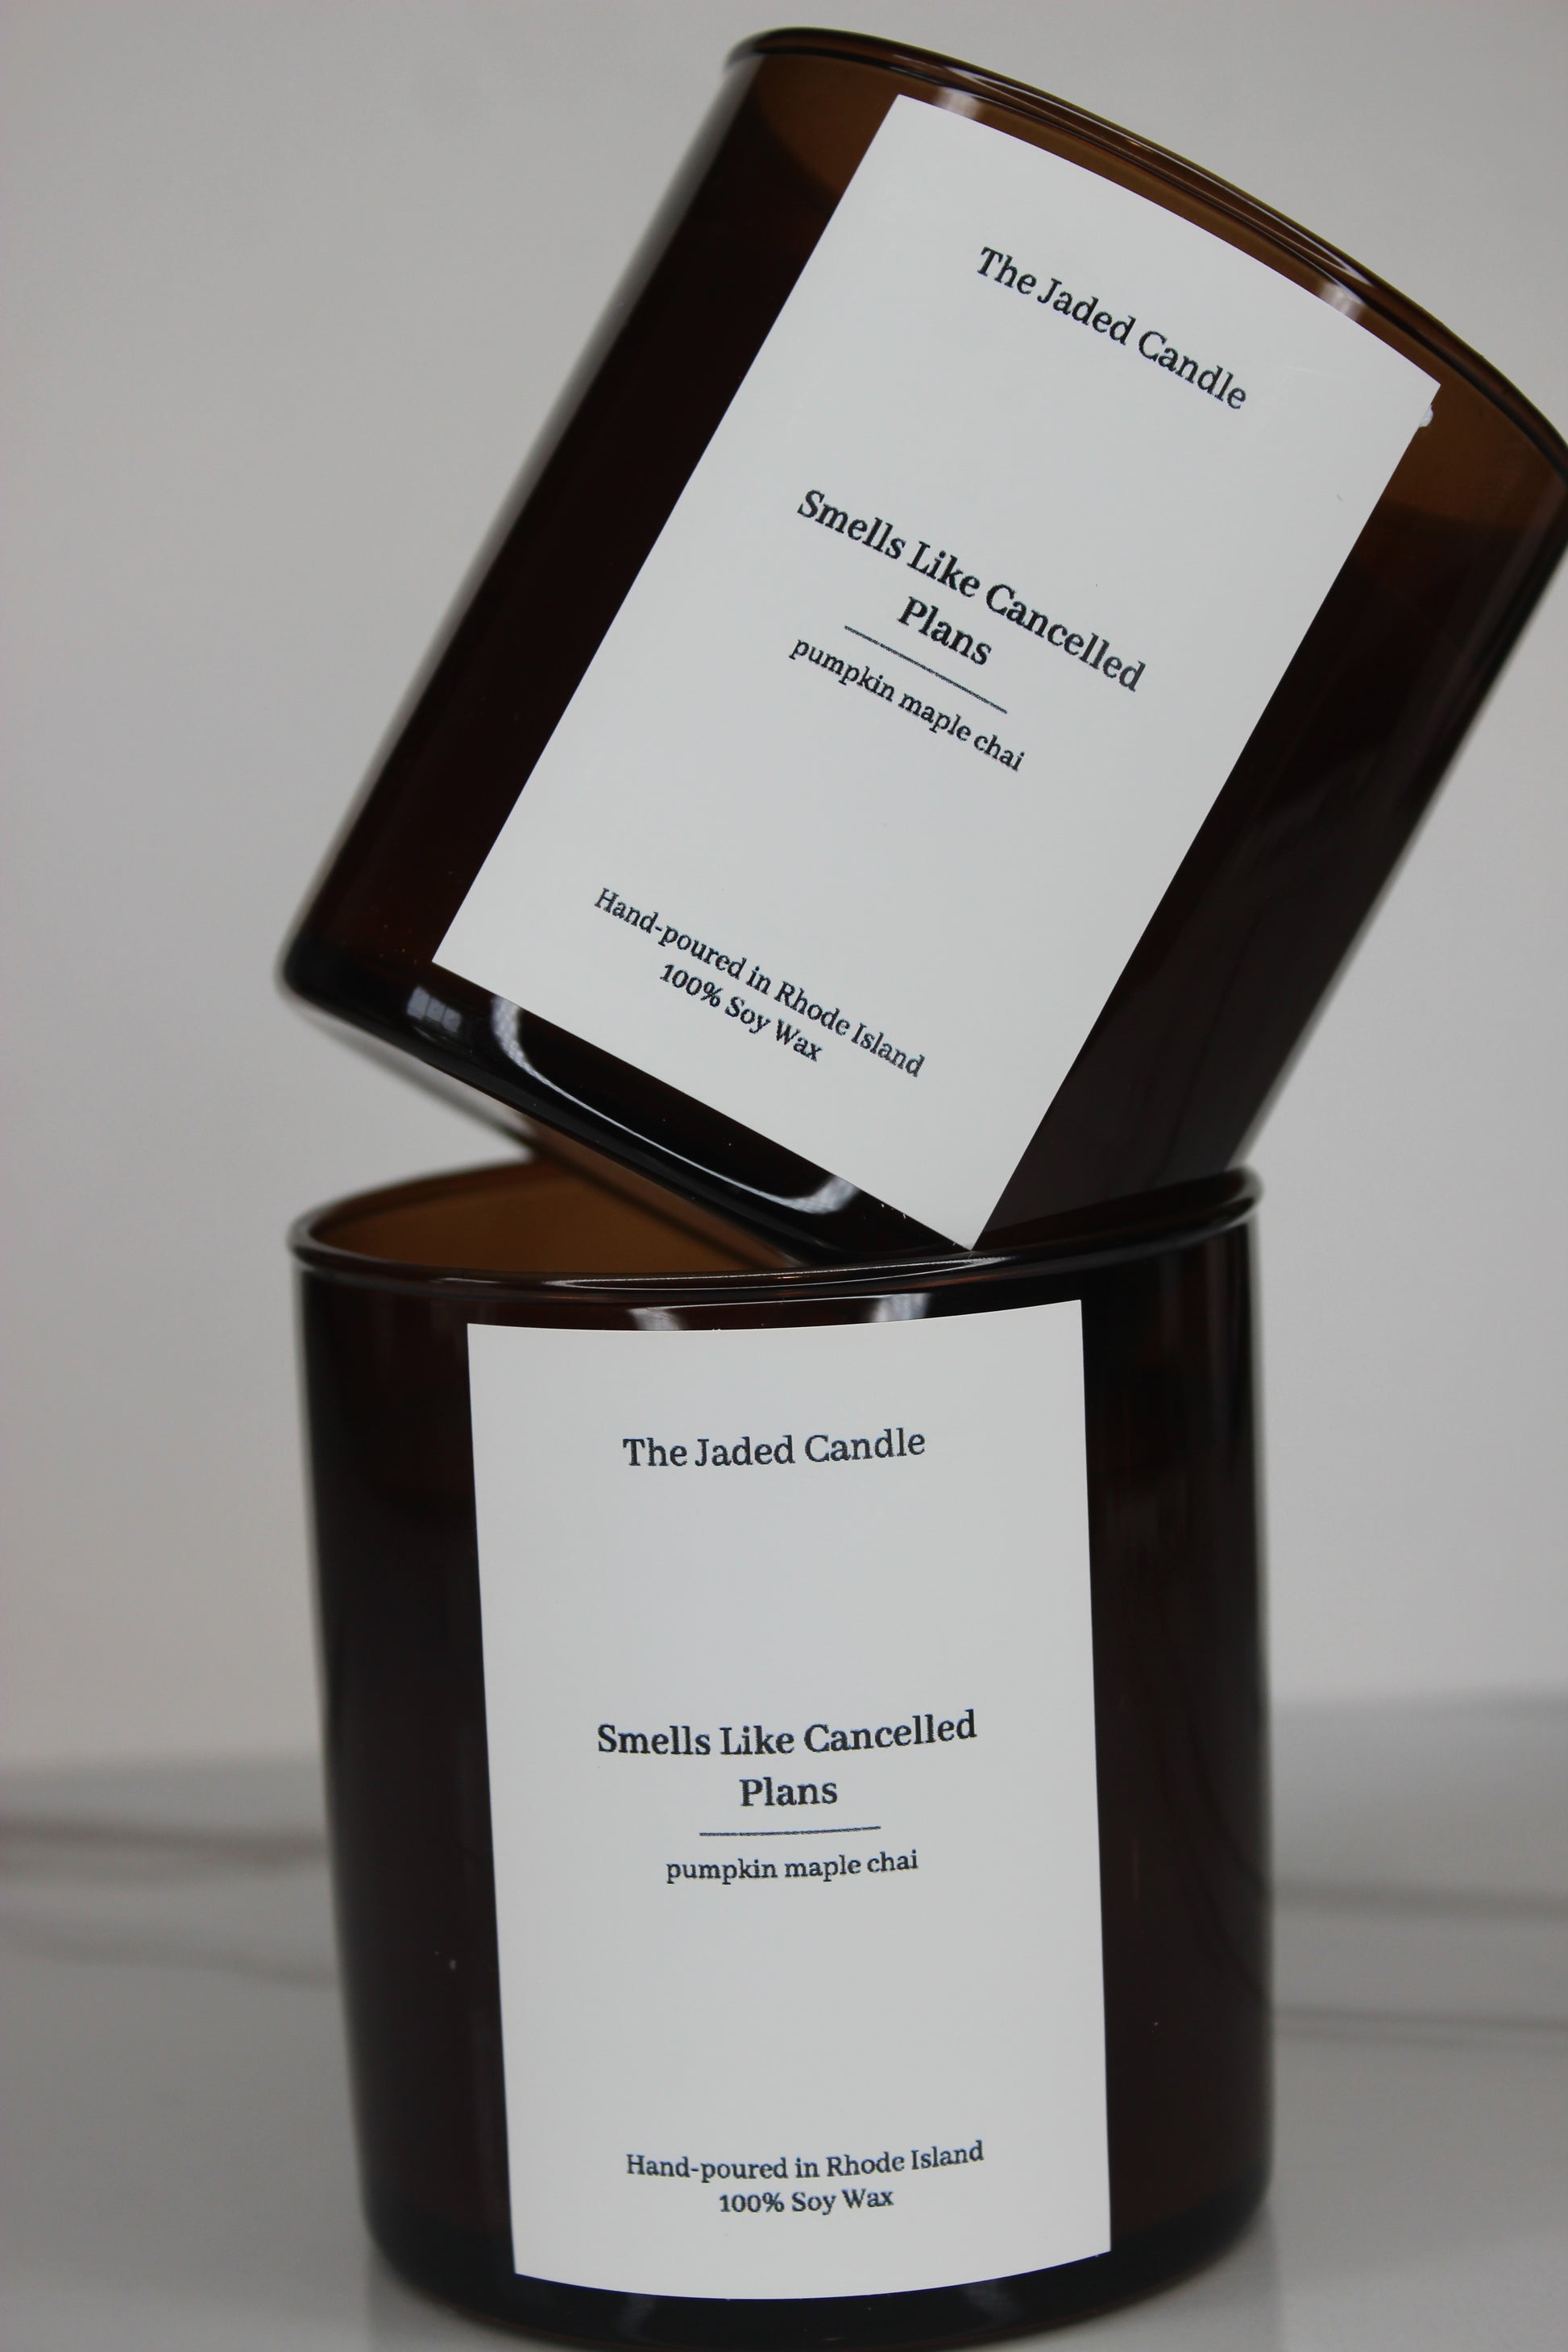 The Jaded Candle
Smells Like Cancelled
Plans
pumpkin maple chai
Hand-poured in Rhode Island
100% Soy Wax
The Jaded Candle
Smells Like Cancelled
Plans
pumpkin maple chai
Hand-poured in Rhode Island
100% Soy Wax